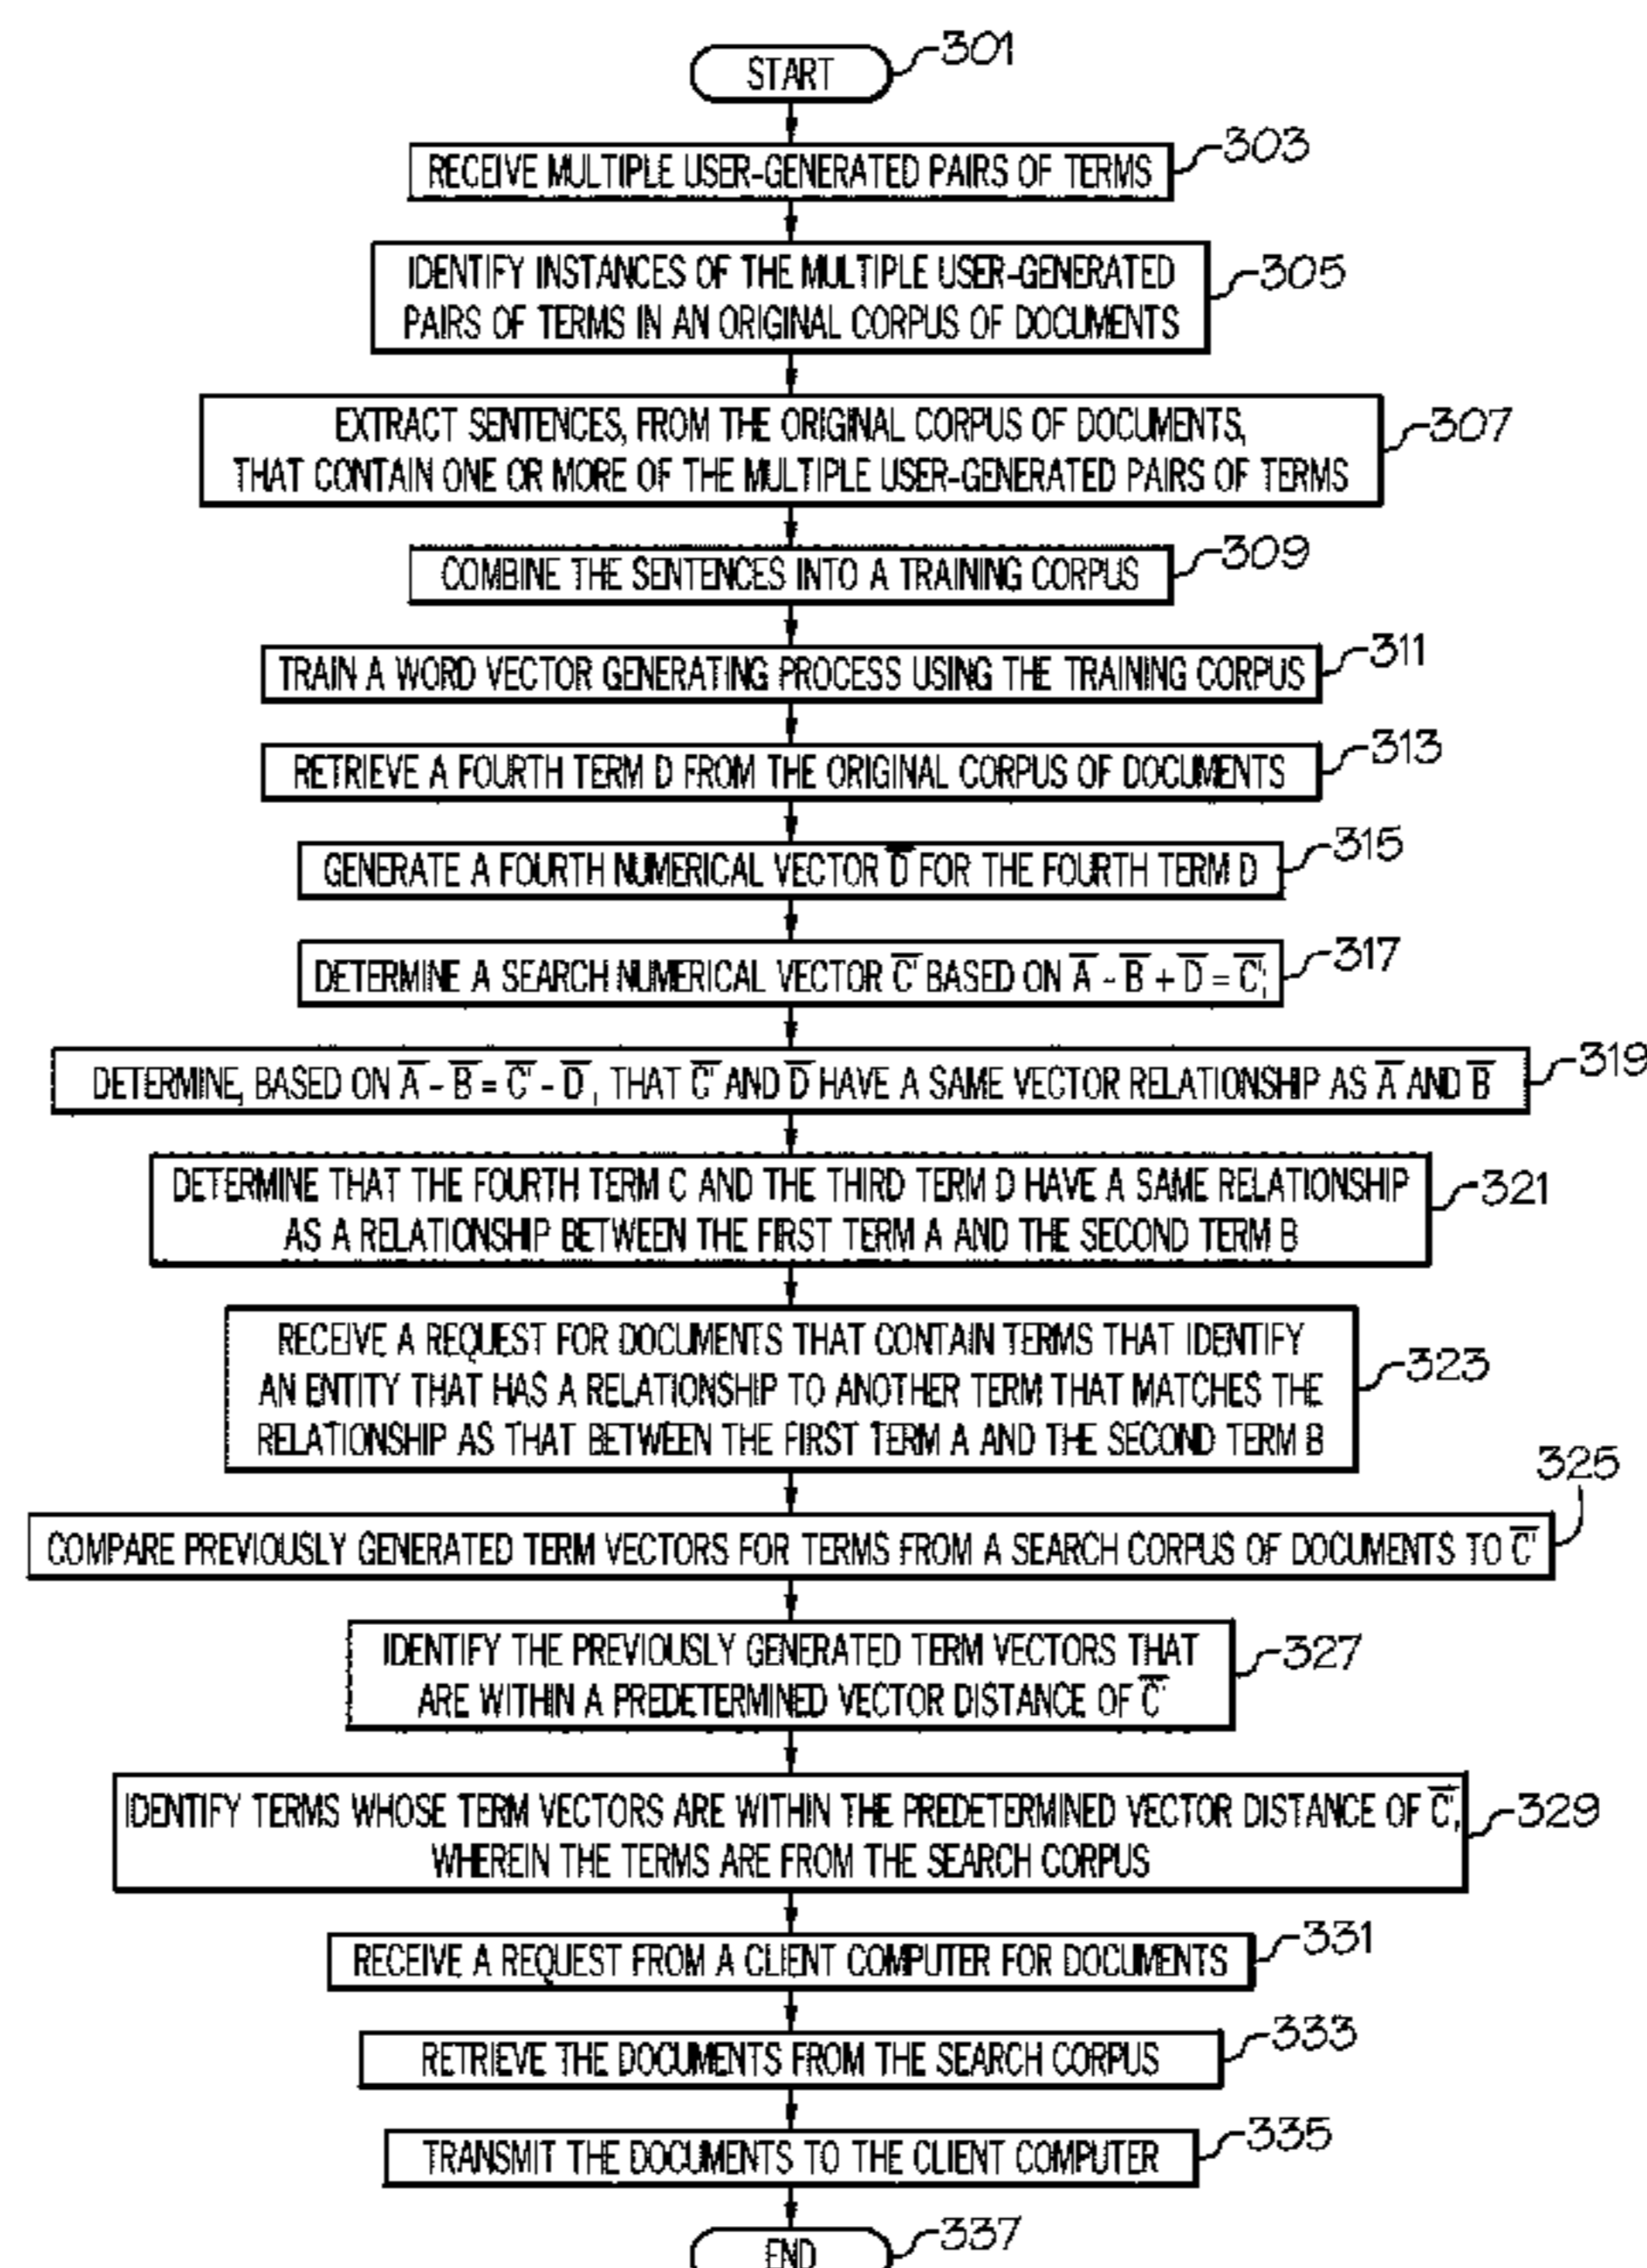 START
301
RECEIVE MULTIPLE USER-GENERATED PAIRS OF TERMS
303
IDENTIFY INSTANCES OF THE MULTIPLE USER-GENERATED
PAIRS OF TERMS IN AN ORIGINAL CORPUS OF DOCUMENTS
305
EXTRACT SENTENCES, FROM THE ORIGINAL CORPUS OF DOCUMENTS,
THAT CONTAIN ONE OR MORE OF THE MULTIPLE USER-GENERATED PAIRS OF TERMS
307
COMBINE THE SENTENCES INTO A TRAINING CORPUS
309
TRAIN A WORD VECTOR GENERATING PROCESS USING THE TRAINING CORPUS
311
RETRIEVE A FOURTH TERM D FROM THE ORIGINAL CORPUS OF DOCUMENTS
313
GENERATE A FOURTH NUMERICAL VECTOR D̅ FOR THE FOURTH TERM D
315
DETERMINE A SEARCH NUMERICAL VECTOR C̅' BASED ON A̅ - B̅ + D̅ = C̅';
317
DETERMINE, BASED ON A̅ - B̅ = C̅' - D̅, THAT C̅' AND D̅ HAVE A SAME VECTOR RELATIONSHIP AS A̅ AND B̅
319
DETERMINE THAT THE FOURTH TERM C AND THE THIRD TERM D HAVE A SAME RELATIONSHIP
AS A RELATIONSHIP BETWEEN THE FIRST TERM A AND THE SECOND TERM B
321
RECEIVE A REQUEST FOR DOCUMENTS THAT CONTAIN TERMS THAT IDENTIFY
AN ENTITY THAT HAS A RELATIONSHIP TO ANOTHER TERM THAT MATCHES THE
RELATIONSHIP AS THAT BETWEEN THE FIRST TERM A AND THE SECOND TERM B
323
COMPARE PREVIOUSLY GENERATED TERM VECTORS FOR TERMS FROM A SEARCH CORPUS OF DOCUMENTS TO C̅'
325
IDENTIFY THE PREVIOUSLY GENERATED TERM VECTORS THAT
ARE WITHIN A PREDETERMINED VECTOR DISTANCE OF C̅'
327
IDENTIFY TERMS WHOSE TERM VECTORS ARE WITHIN THE PREDETERMINED VECTOR DISTANCE OF C̅',
WHEREIN THE TERMS ARE FROM THE SEARCH CORPUS
329
RECEIVE A REQUEST FROM A CLIENT COMPUTER FOR DOCUMENTS
331
RETRIEVE THE DOCUMENTS FROM THE SEARCH CORPUS
333
TRANSMIT THE DOCUMENTS TO THE CLIENT COMPUTER
335
END
337